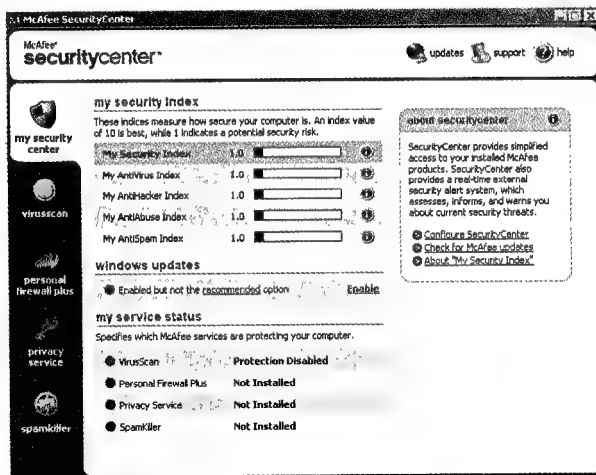 McAfee SecurityCenter
McAfee®
securitycenter™
updates support help
my security center
virusscan
personal firewall plus
privacy service
spamkiller
my security index
These indices measure how secure your computer is. An index value
of 10 is best, while 1 indicates a potential security risk.
My Security Index 1.0
My AntiVirus Index 1.0
My AntiHacker Index 1.0
My AntiAbuse Index 1.0
My AntiSpam Index 1.0
windows updates
Enabled but not the recommended option Enable
my service status
Specifies which McAfee services are protecting your computer.
VirusScan Protection Disabled
Personal Firewall Plus Not Installed
Privacy Service Not Installed
SpamKiller Not Installed
about securitycenter
SecurityCenter provides simplified
access to your installed McAfee
products. SecurityCenter also
provides a real-time external
security alert system, which
assesses, informs, and warns you
about current security threats.
Configure SecurityCenter
Check for McAfee updates
About "My Security Index"